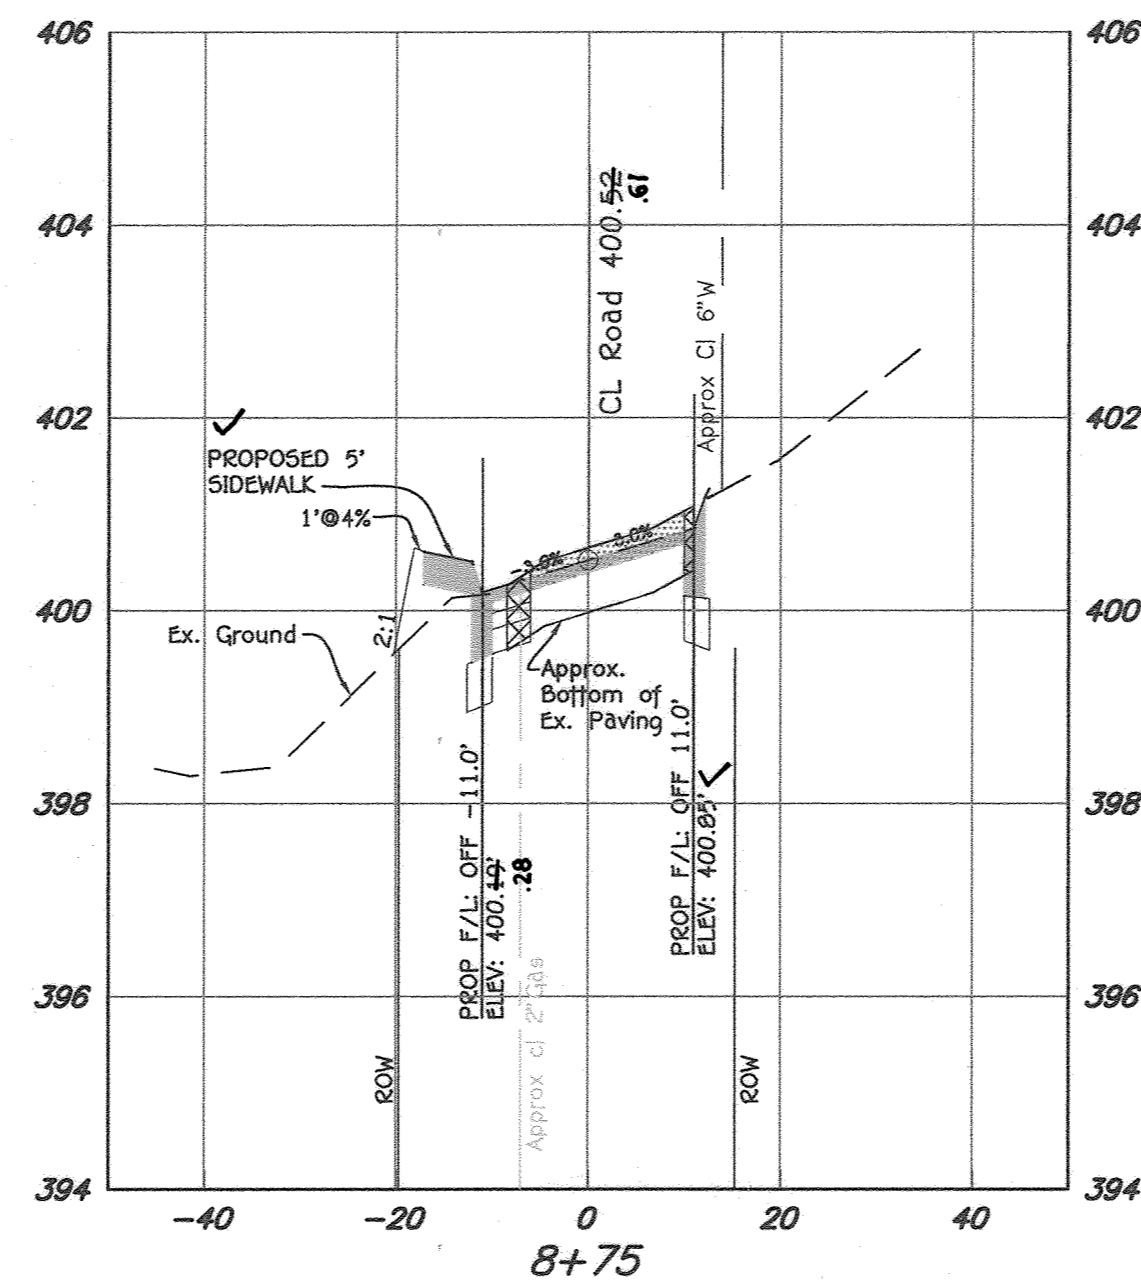 406
406
404
404
402
402
400
400
398
398
396
396
394
394
CL Road 400.52
.61
Approx Cl 6"W
PROPOSED 5'
SIDEWALK
1'@4%
-3.0%
3.0%
2:1
Ex. Ground
Approx.
Bottom of
Ex. Paving
PROP F/L: OFF -11.0'
ELEV: 400.19'
.28
Approx cl 2"Gas
PROP F/L: OFF 11.0'
ELEV: 400.85'
ROW
ROW
-40
-20
0
20
40
8+75